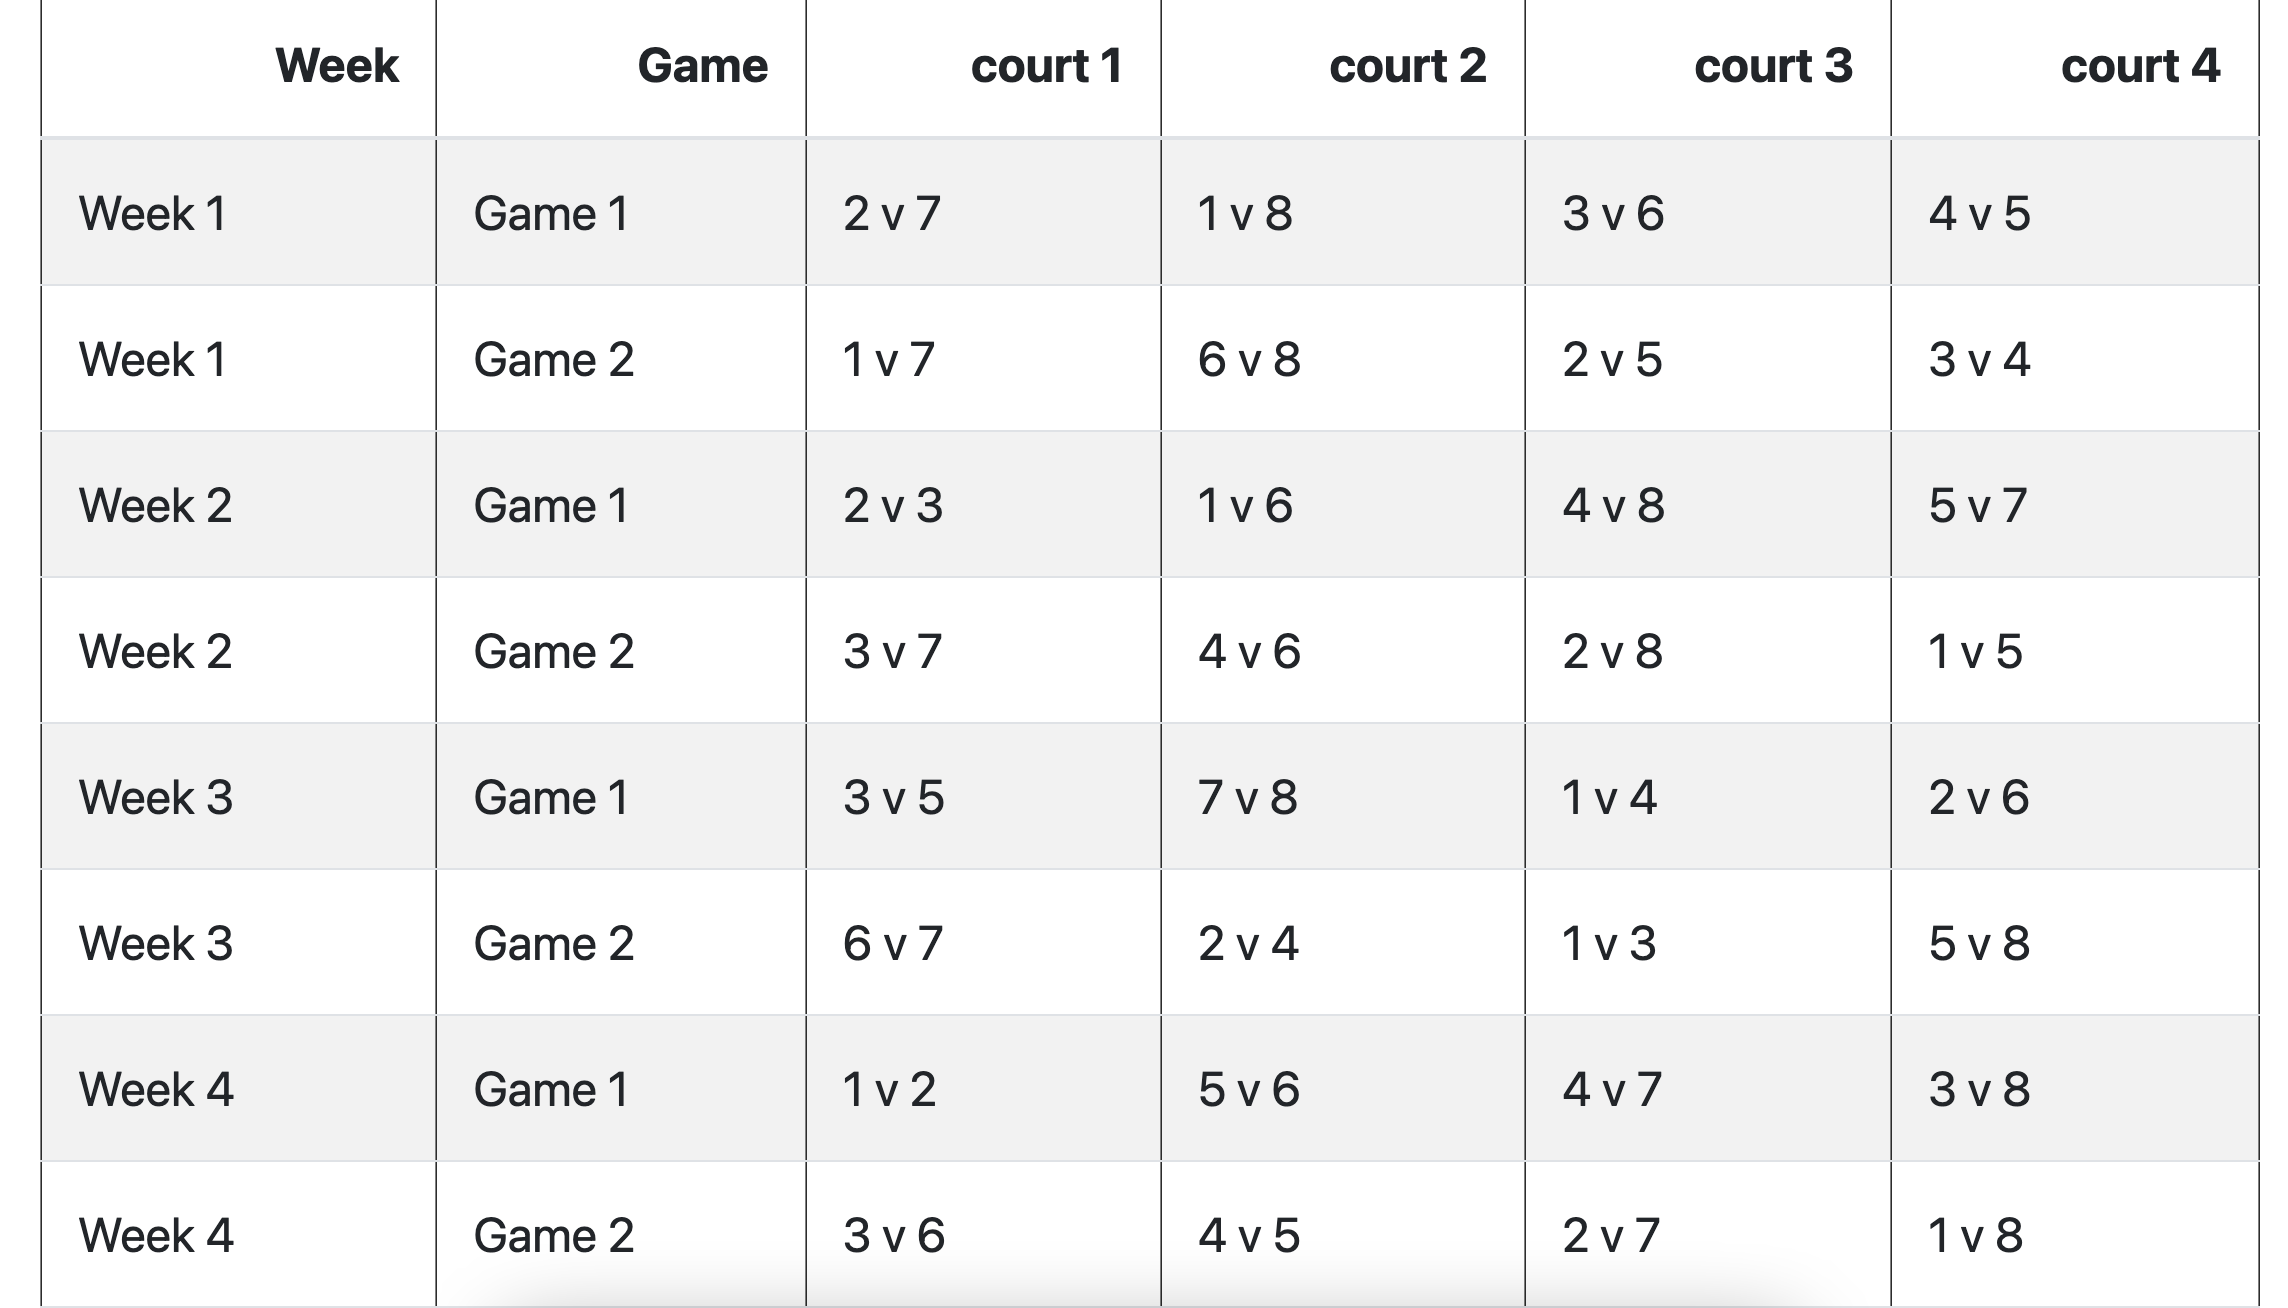 Week Game court 1 court 2 court 3 court 4
Week 1 Game 1 2 v 7 1 v 8 3 v 6 4 v 5
Week 1 Game 2 1 v 7 6 v 8 2 v 5 3 v 4
Week 2 Game 1 2 v 3 1 v 6 4 v 8 5 v 7
Week 2 Game 2 3 v 7 4 v 6 2 v 8 1 v 5
Week 3 Game 1 3 v 5 7 v 8 1 v 4 2 v 6
Week 3 Game 2 6 v 7 2 v 4 1 v 3 5 v 8
Week 4 Game 1 1 v 2 5 v 6 4 v 7 3 v 8
Week 4 Game 2 3 v 6 4 v 5 2 v 7 1 v 8